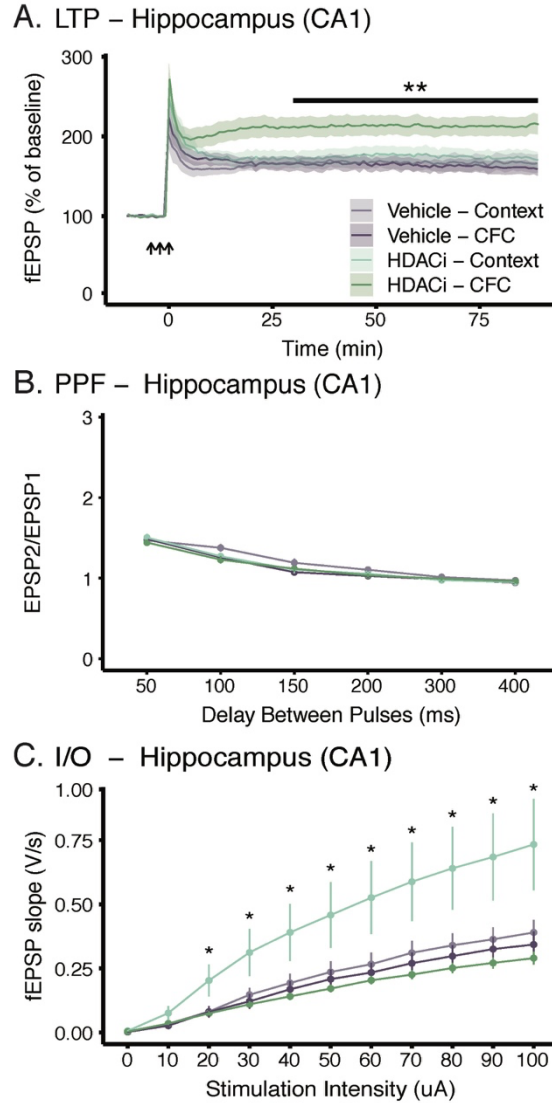 A. LTP – Hippocampus (CA1)
fEPSP (% of baseline)
300
200
100
0
**
Vehicle – Context
Vehicle – CFC
HDACi – Context
HDACi – CFC
0 25 50 75
Time (min)
B. PPF – Hippocampus (CA1)
EPSP2/EPSP1
3
2
1
0
50 100 150 200 300 400
Delay Between Pulses (ms)
C. I/O – Hippocampus (CA1)
fEPSP slope (V/s)
1.00
0.75
0.50
0.25
0.00
* * * * * * * * *
0 10 20 30 40 50 60 70 80 90 100
Stimulation Intensity (uA)